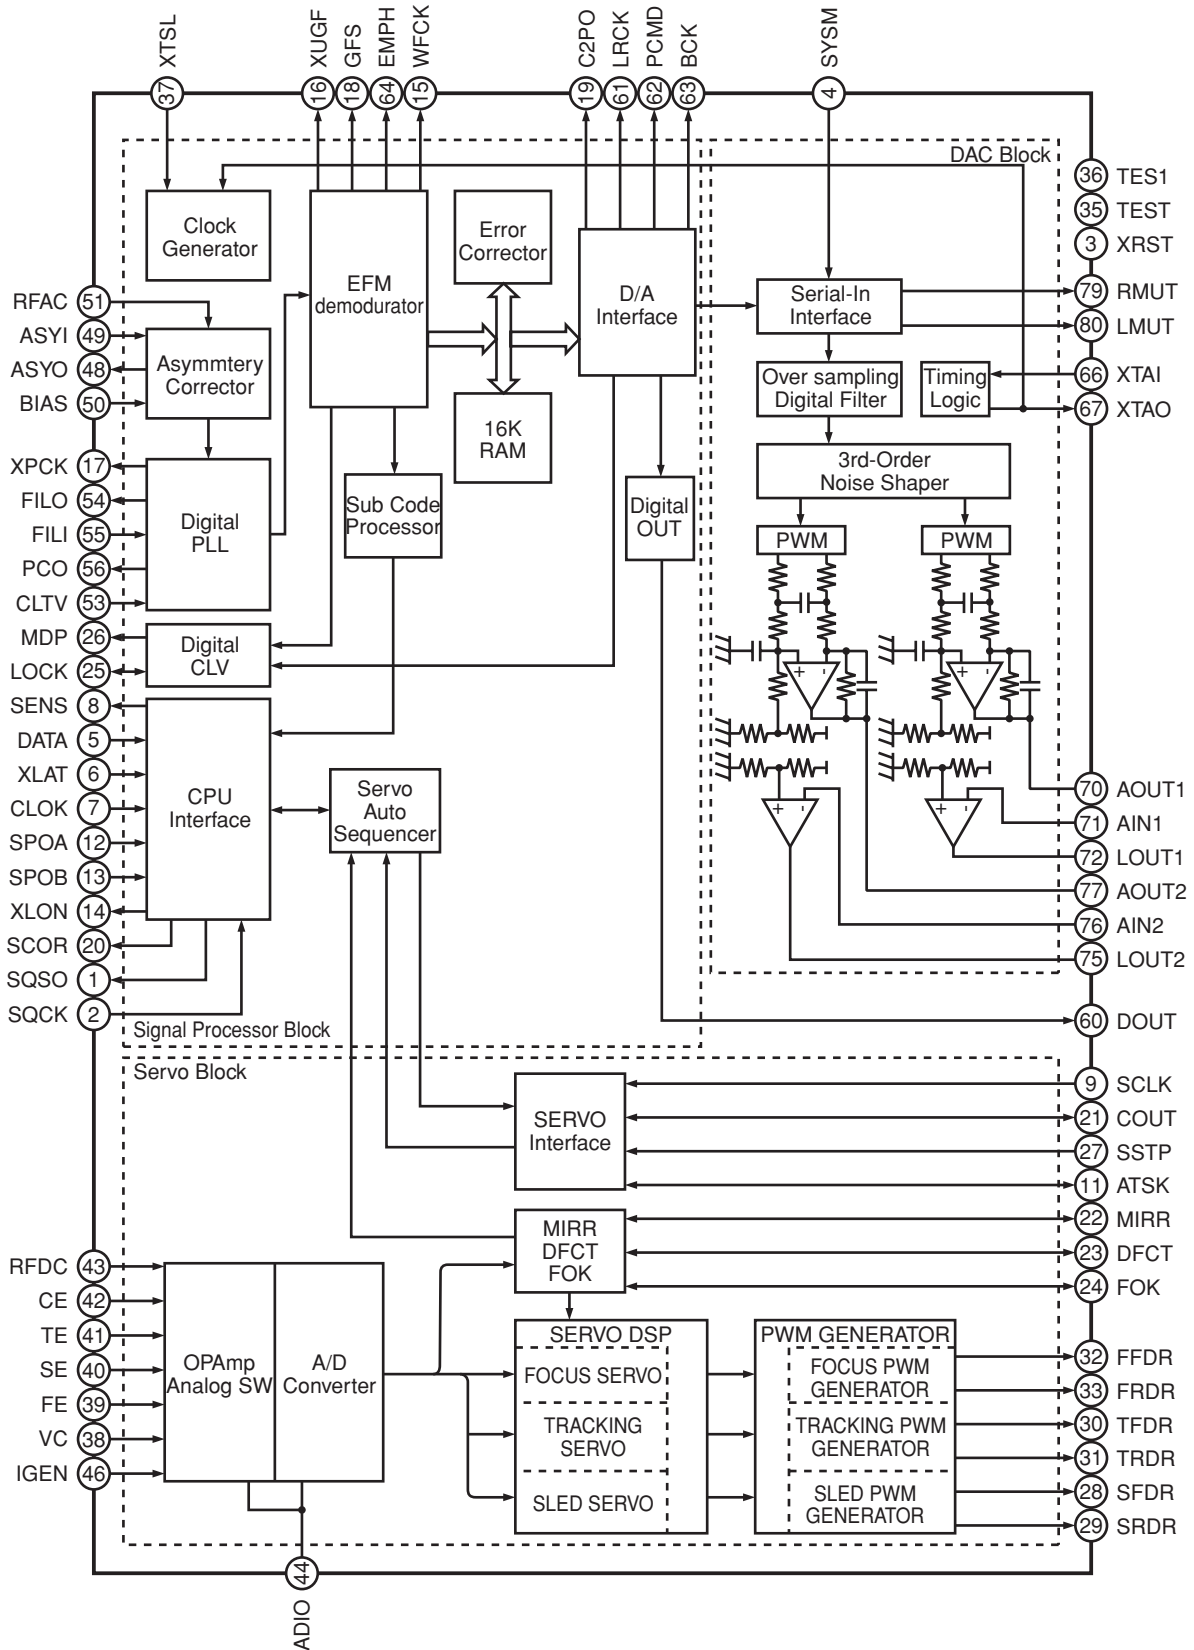 XTSL
XUGF
GFS
EMPH
WFCK
C2PO
LRCK
PCMD
BCK
SYSM
37
16
18
64
15
19
61
62
63
4
DAC Block
36 TES1
35 TEST
3 XRST
79 RMUT
80 LMUT
66 XTAI
67 XTAO
Clock
Generator
EFM
demodurator
Error
Corrector
D/A
Interface
Serial-In
Interface
RFAC 51
ASYI 49
ASYO 48
BIAS 50
Asymmtery
Corrector
Over sampling
Digital Filter
Timing
Logic
16K
RAM
3rd-Order
Noise Shaper
XPCK 17
FILO 54
FILI 55
PCO 56
CLTV 53
Digital
PLL
Sub Code
Processor
Digital
OUT
PWM
PWM
MDP 26
LOCK 25
Digital
CLV
+ -
+ -
SENS 8
DATA 5
XLAT 6
CLOK 7
SPOA 12
SPOB 13
XLON 14
SCOR 20
SQSO 1
SQCK 2
CPU
Interface
Servo
Auto
Sequencer
+ -
+ -
70 AOUT1
71 AIN1
72 LOUT1
77 AOUT2
76 AIN2
75 LOUT2
60 DOUT
Signal Processor Block
Servo Block
SERVO
Interface
9 SCLK
21 COUT
27 SSTP
11 ATSK
MIRR
DFCT
FOK
22 MIRR
23 DFCT
24 FOK
RFDC 43
CE 42
TE 41
SE 40
FE 39
VC 38
IGEN 46
OPAmp
Analog SW
A/D
Converter
SERVO DSP
FOCUS SERVO
TRACKING
SERVO
SLED SERVO
PWM GENERATOR
FOCUS PWM
GENERATOR
TRACKING PWM
GENERATOR
SLED PWM
GENERATOR
32 FFDR
33 FRDR
30 TFDR
31 TRDR
28 SFDR
29 SRDR
44
ADIO